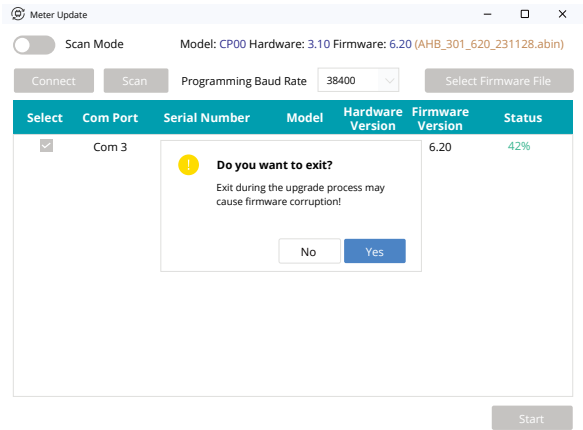 Meter Update
Scan Mode
Model: CP00 Hardware: 3.10 Firmware: 6.20 (AHB_301_620_231128.abin)
Connect
Scan
Programming Baud Rate
38400
Select Firmware File
Select
Com Port
Serial Number
Model
Hardware Version
Firmware Version
Status
Com 3
6.20
42%
Do you want to exit?
Exit during the upgrade process may
cause firmware corruption!
No
Yes
Start